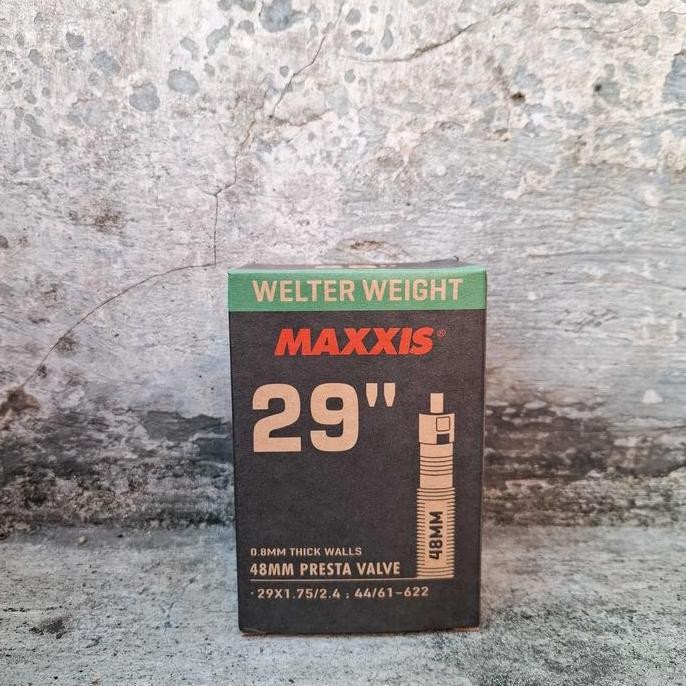 WELTER WEIGHT
MAXXIS®
29"
48MM
0.8MM THICK WALLS
48MM PRESTA VALVE
·29X1.75/2.4 ; 44/61-622